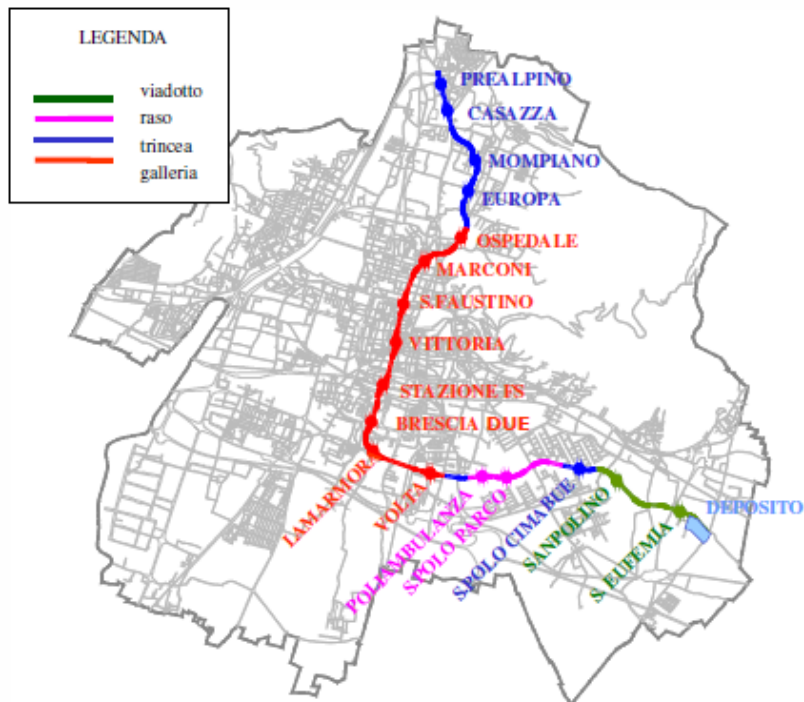 LEGENDA
viadotto
raso
trincea
galleria
PREALPINO
CASAZZA
MOMPIANO
EUROPA
OSPEDALE
MARCONI
S.FAUSTINO
VITTORIA
STAZIONE FS
BRESCIA DUE
LAMARMORA
VOLTA
POLIAMBULANZA
S.POLO PARCO
S.POLO CIMABUE
SANPOLINO
S. EUFEMIA
DEPOSITO